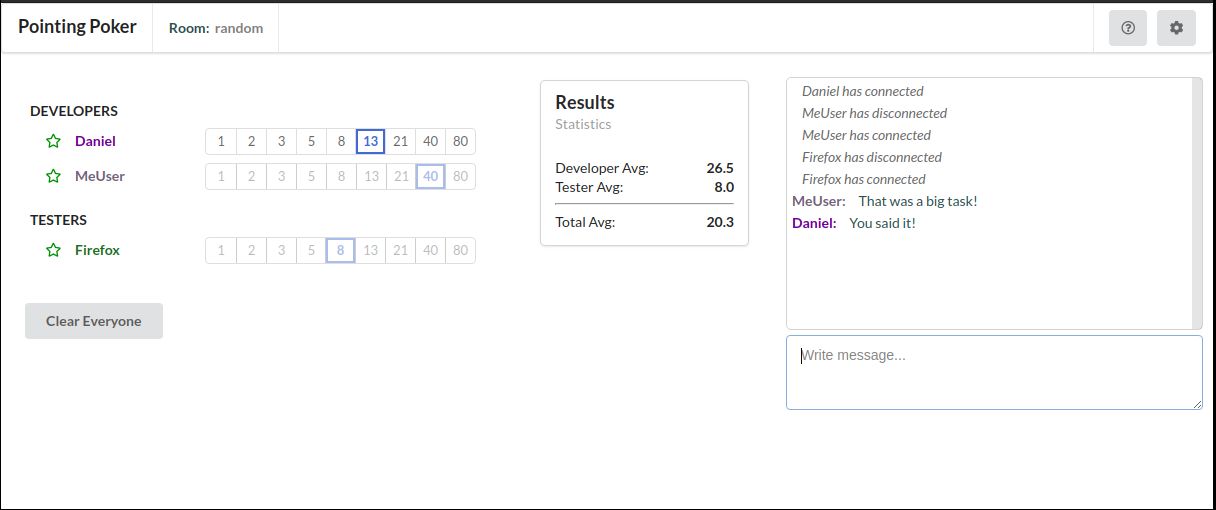 Pointing Poker Room: random
DEVELOPERS
Daniel 1 2 3 5 8 13 21 40 80
MeUser 1 2 3 5 8 13 21 40 80
TESTERS
Firefox 1 2 3 5 8 13 21 40 80
Clear Everyone
Results
Statistics
Developer Avg: 26.5
Tester Avg: 8.0
Total Avg: 20.3
Daniel has connected
MeUser has disconnected
MeUser has connected
Firefox has disconnected
Firefox has connected
MeUser: That was a big task!
Daniel: You said it!
Write message...